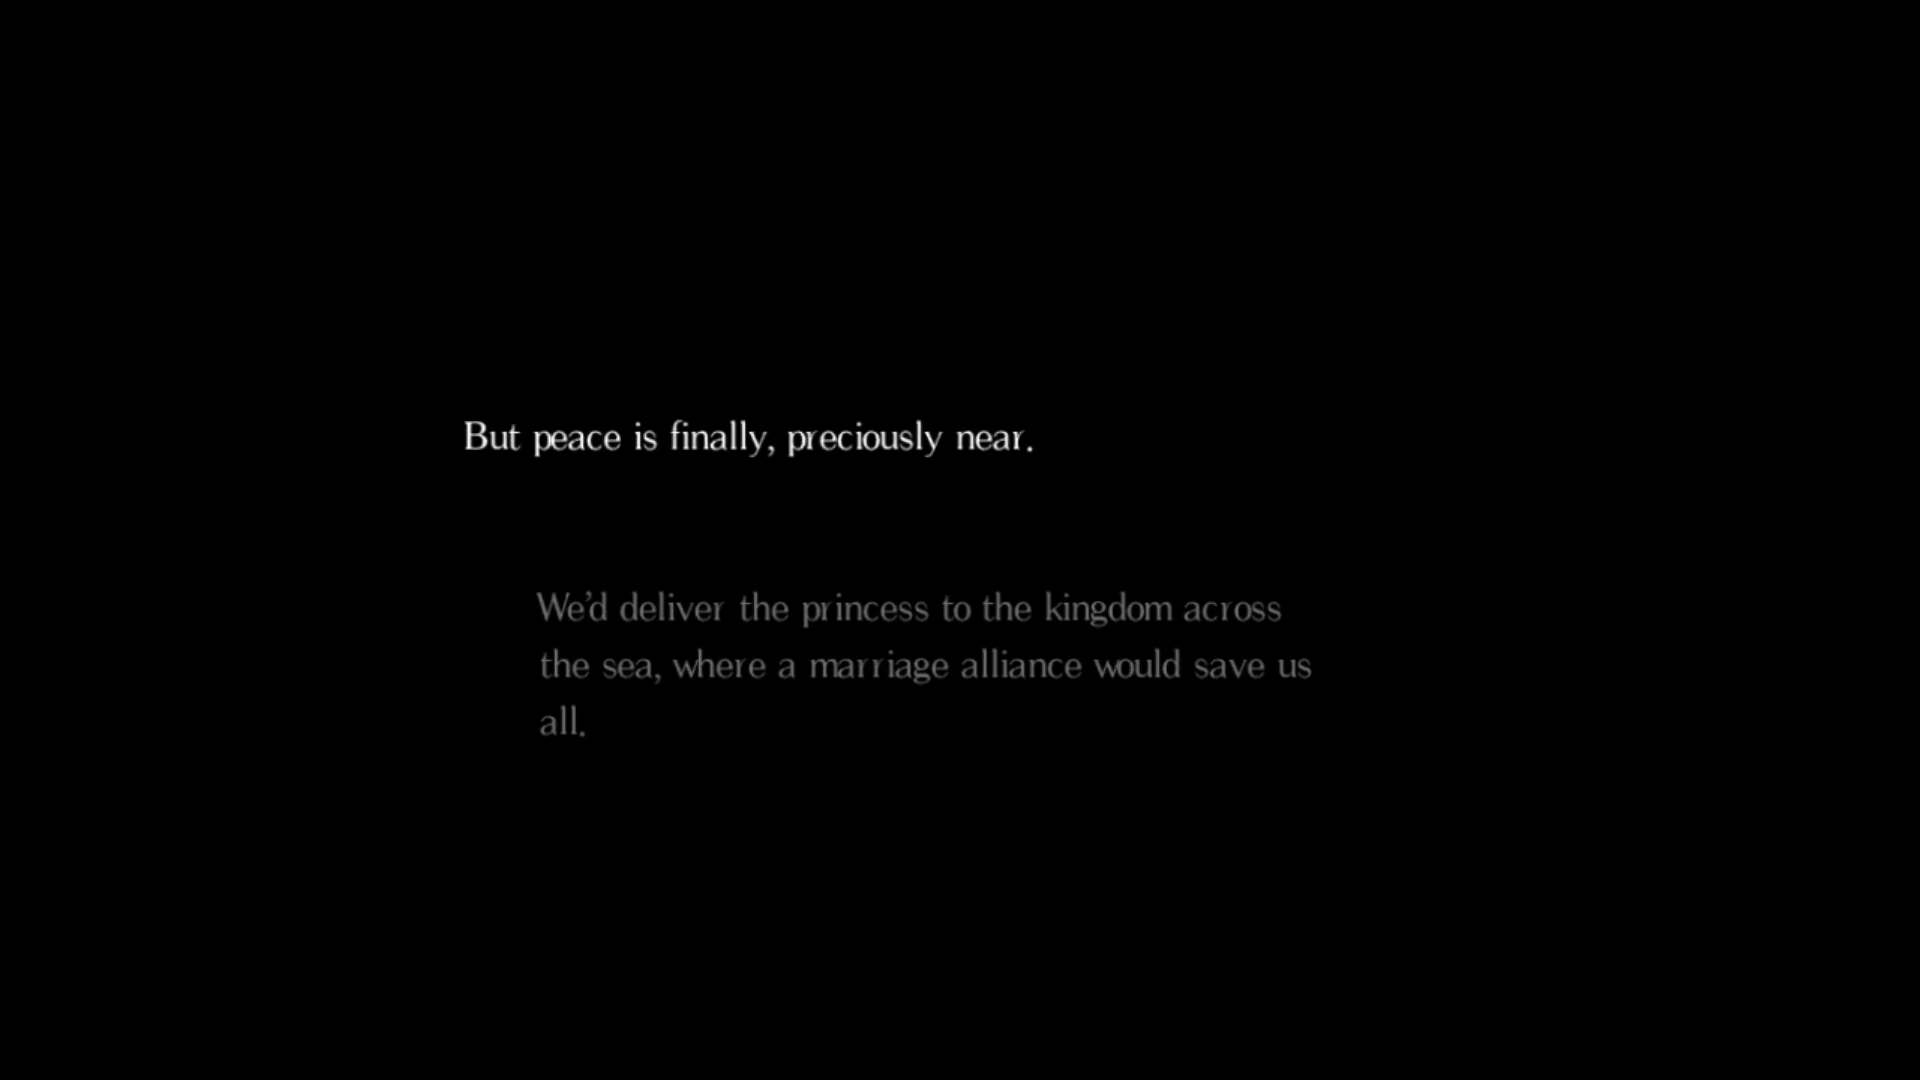 But peace is finally, preciously near.
We’d deliver the princess to the kingdom across
the sea, where a marriage alliance would save us
all.